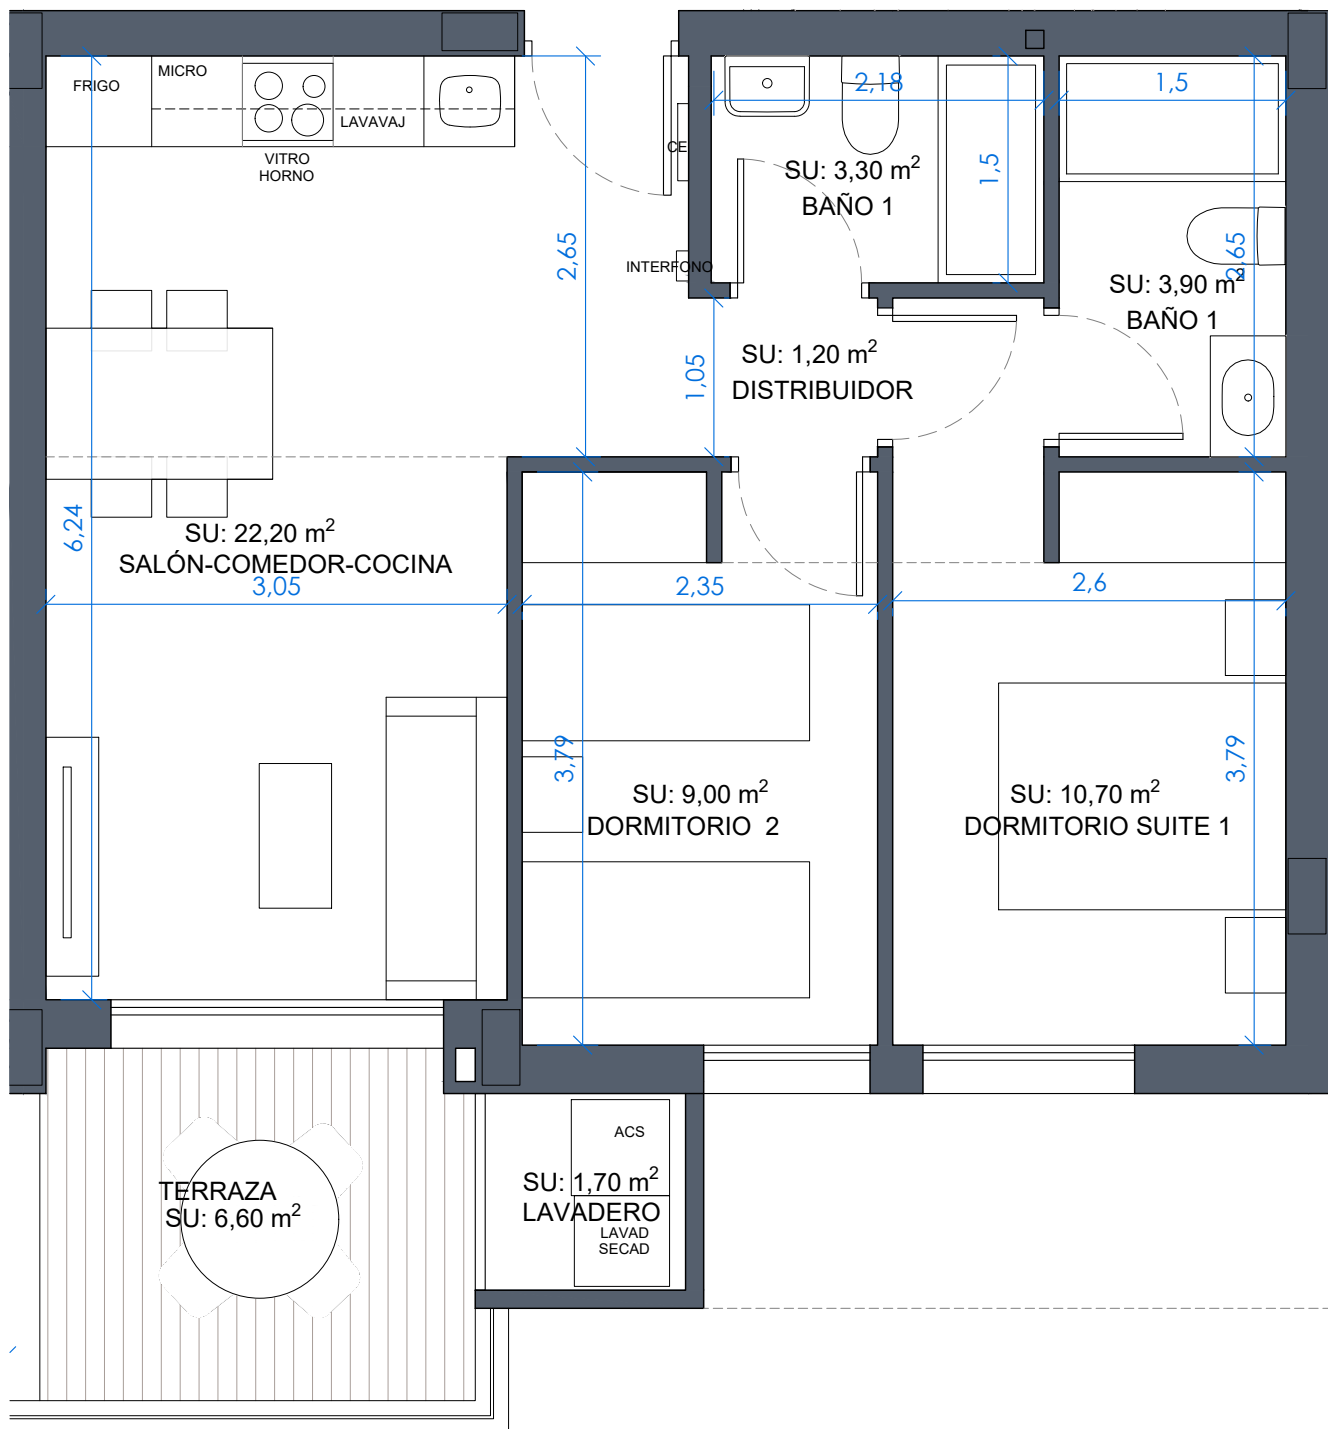 FRIGO
MICRO
VITRO
HORNO
LAVAVAJ
CE
INTERFONO
2,18
1,5
1,5
SU: 3,30 m²
BAÑO 1
2,65
2,65
SU: 3,90 m²
BAÑO 1
1,05
SU: 1,20 m²
DISTRIBUIDOR
6,24
SU: 22,20 m²
SALÓN-COMEDOR-COCINA
3,05
2,35
2,6
3,79
3,79
SU: 9,00 m²
DORMITORIO 2
SU: 10,70 m²
DORMITORIO SUITE 1
TERRAZA
SU: 6,60 m²
ACS
SU: 1,70 m²
LAVADERO
LAVAD
SECAD